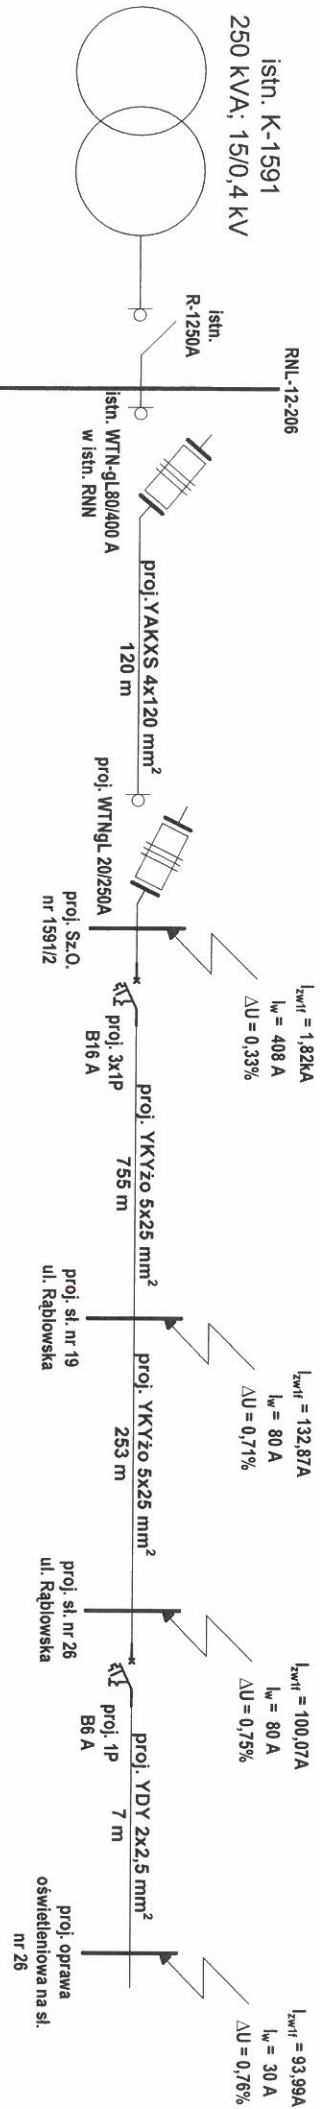 istn. K-1591
250 kVA; 15/0,4 kV
istn.
R-1250A
RNL-12-206
istn. WTN-gL80/400 A
w istn. RNN
proj.YAKXS 4x120 mm²
120 m
proj. WTNgL 20/250A
proj. Sz.O.
nr 1591/2
Izw1f = 1,82kA
Iw = 408 A
ΔU = 0,33%
proj. 3x1P
B16 A
proj. YKYżo 5x25 mm²
755 m
proj. sł. nr 19
ul. Rąblowska
Izw1f = 132,87A
Iw = 80 A
ΔU = 0,71%
proj. YKYżo 5x25 mm²
253 m
proj. sł. nr 26
ul. Rąblowska
Izw1f = 100,07A
Iw = 80 A
ΔU = 0,75%
proj. 1P
B6 A
proj. YDY 2x2,5 mm²
7 m
proj. oprawa
oświetleniowa na sł.
nr 26
Izw1f = 93,99A
Iw = 30 A
ΔU = 0,76%